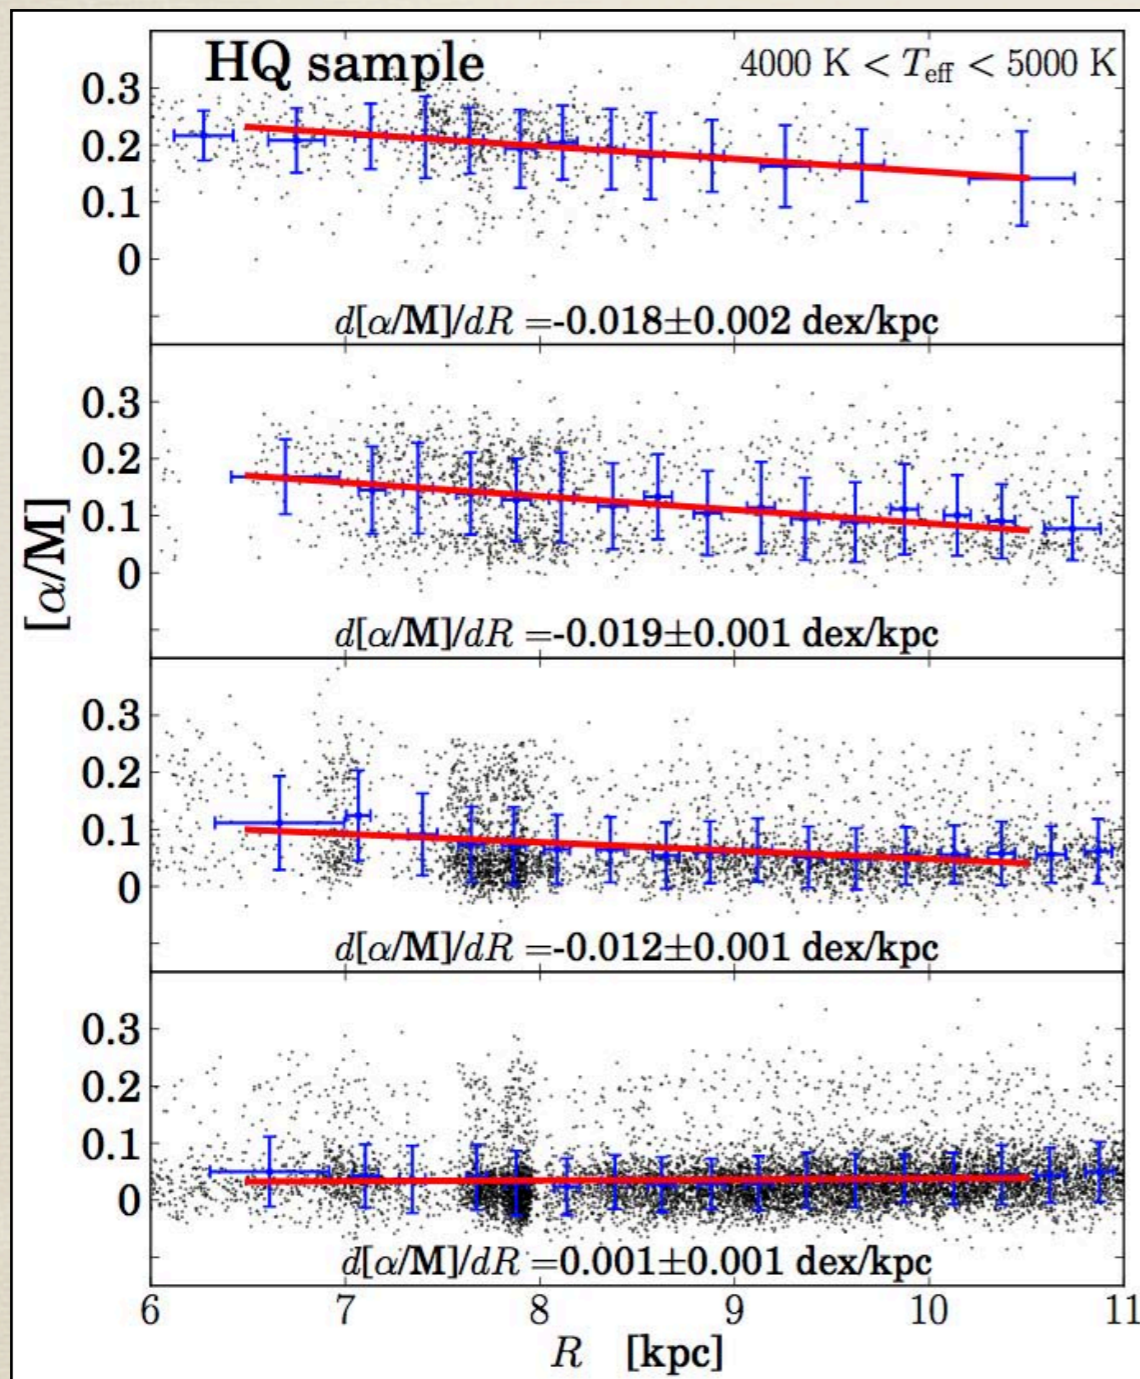 HQ sample
4000 K < T_eff < 5000 K
0.3
0.2
0.1
0
d[α/M]/dR =-0.018±0.002 dex/kpc
0.3
0.2
0.1
0
d[α/M]/dR =-0.019±0.001 dex/kpc
[α/M]
0.3
0.2
0.1
0
d[α/M]/dR =-0.012±0.001 dex/kpc
0.3
0.2
0.1
0
d[α/M]/dR =0.001±0.001 dex/kpc
6 7 8 9 10 11
R [kpc]